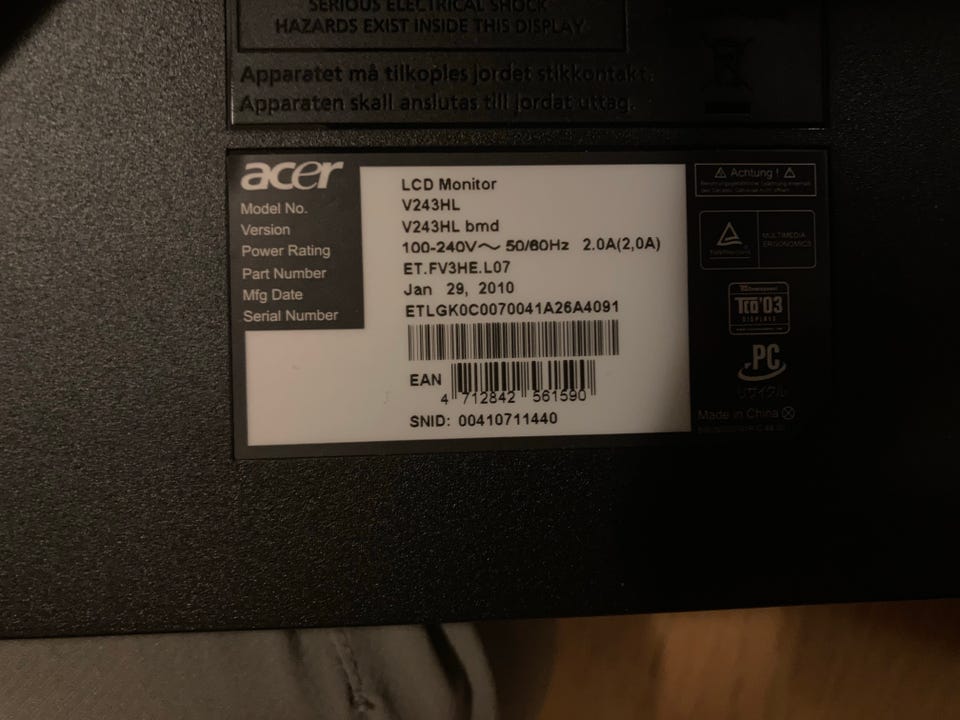 SERIOUS ELECTRICAL SHOCK
HAZARDS EXIST INSIDE THIS DISPLAY
Apparatet må tilkoples jordet stikkontakt.
Apparaten skall anslutas till jordat uttag.
acer
LCD Monitor
Model No. V243HL
Version V243HL bmd
Power Rating 100-240V～ 50/60Hz 2.0A(2,0A)
Part Number ET.FV3HE.L07
Mfg Date Jan 29, 2010
Serial Number ETLGK0C0070041A26A4091
EAN
4 712842 561590
SNID: 00410711440
Achtung !
MULTIMEDIA
ERGONOMICS
TCO'03
DISPLAYS
PC
リサイクル
Made in China